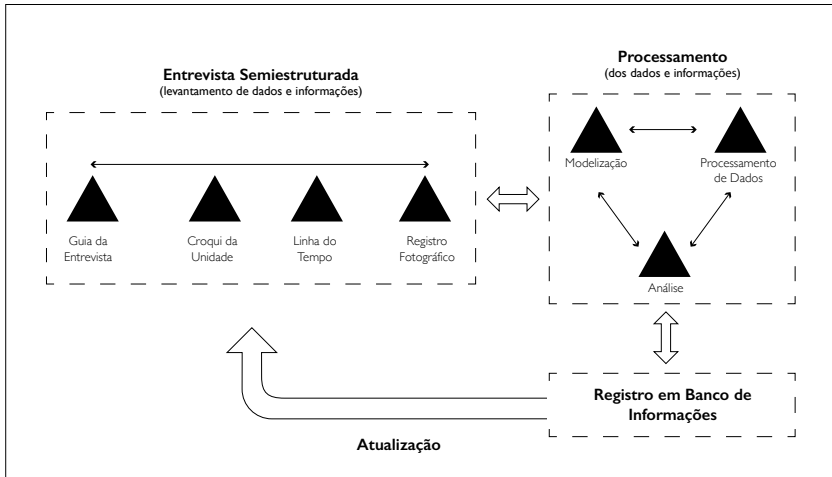 Entrevista Semiestruturada
(levantamento de dados e informações)
Guia da
Entrevista
Croqui da
Unidade
Linha do
Tempo
Registro
Fotográfico
Processamento
(dos dados e informações)
Modelização
Processamento
de Dados
Análise
Registro em Banco de
Informações
Atualização